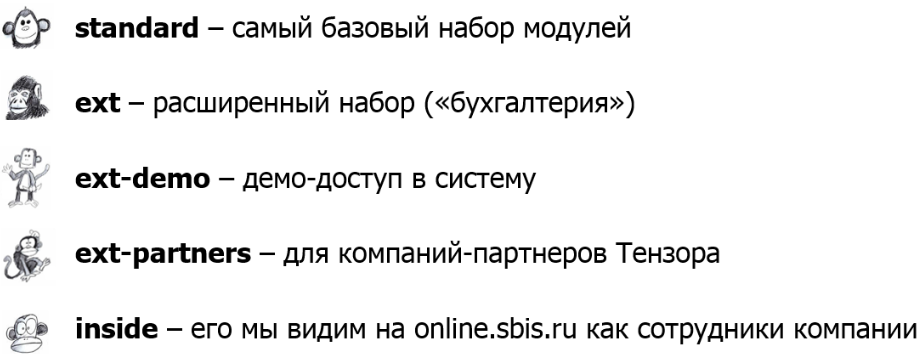 standard – самый базовый набор модулей
ext – расширенный набор («бухгалтерия»)
ext-demo – демо-доступ в систему
ext-partners – для компаний-партнеров Тензора
inside – его мы видим на online.sbis.ru как сотрудники компании